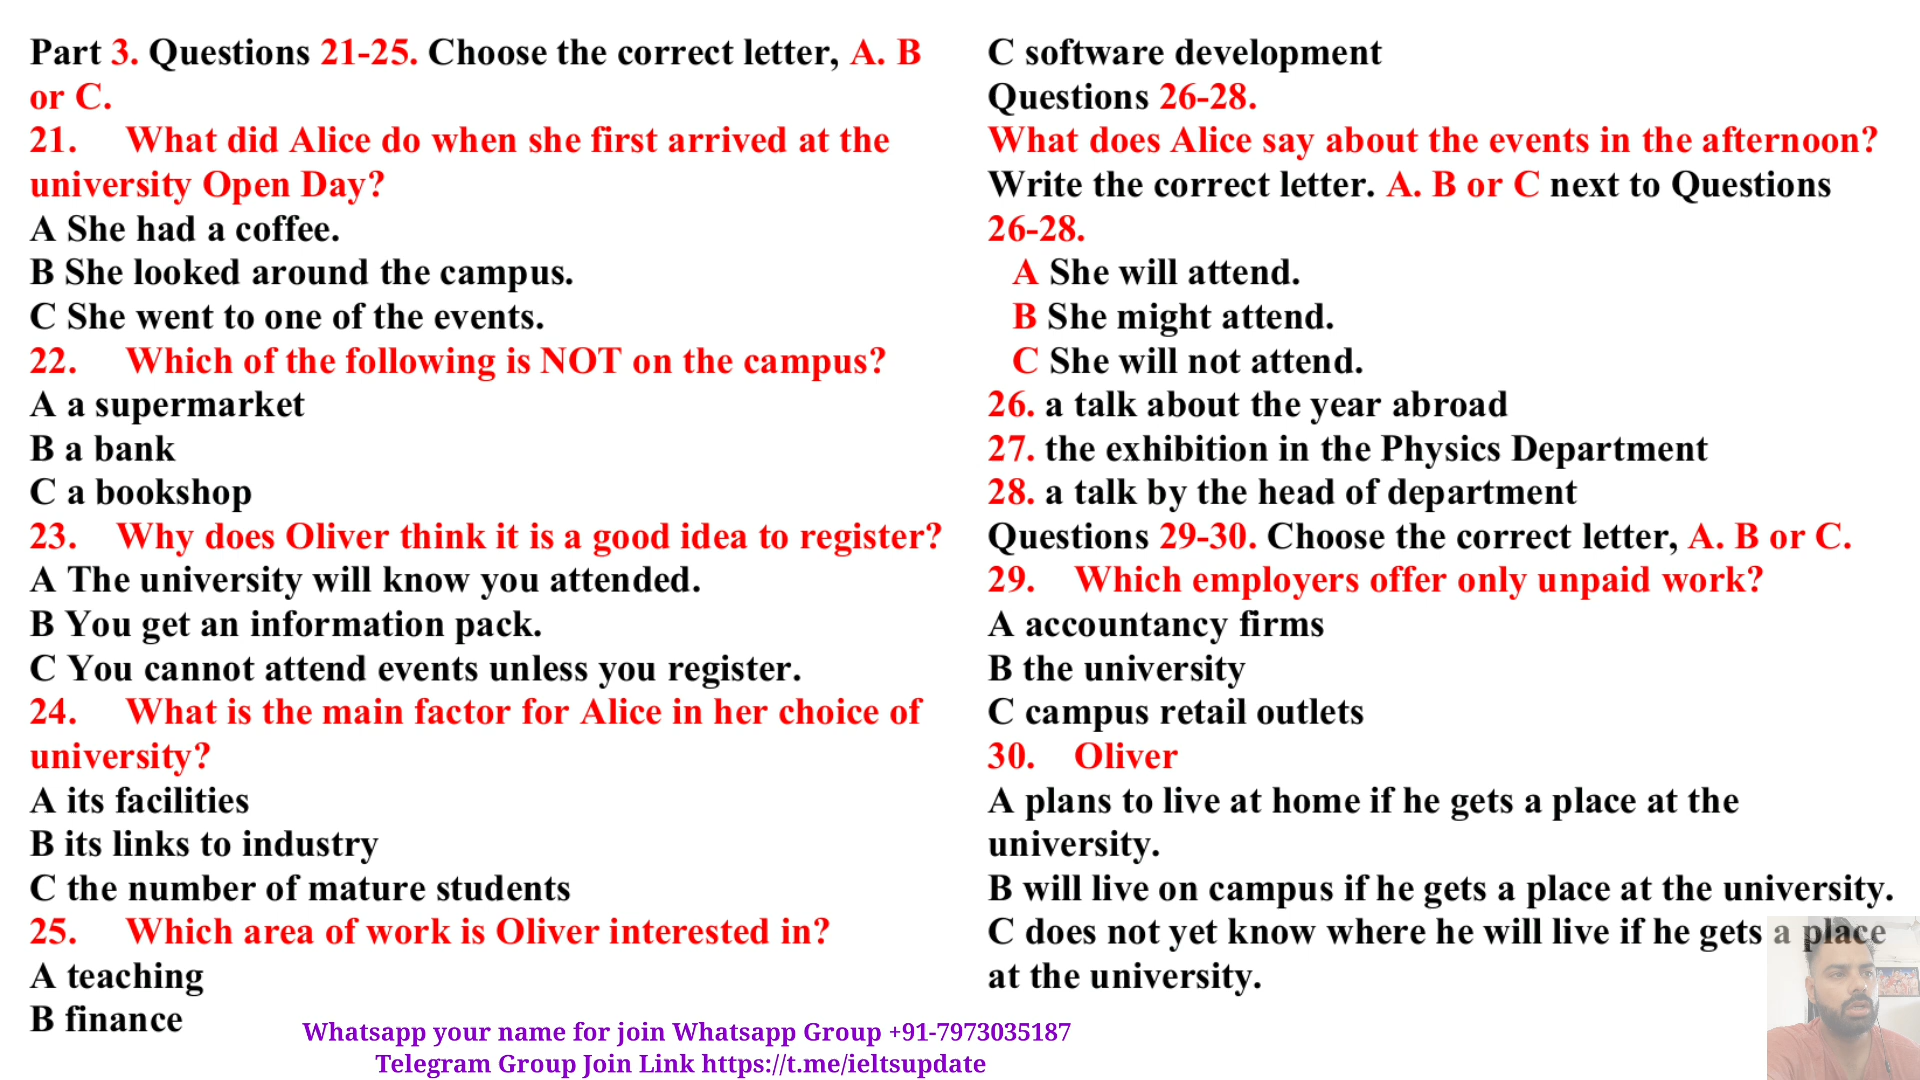 Part 3. Questions 21-25. Choose the correct letter, A. B
or C.
21. What did Alice do when she first arrived at the
university Open Day?
A She had a coffee.
B She looked around the campus.
C She went to one of the events.
22. Which of the following is NOT on the campus?
A a supermarket
B a bank
C a bookshop
23. Why does Oliver think it is a good idea to register?
A The university will know you attended.
B You get an information pack.
C You cannot attend events unless you register.
24. What is the main factor for Alice in her choice of
university?
A its facilities
B its links to industry
C the number of mature students
25. Which area of work is Oliver interested in?
A teaching
B finance
C software development
Questions 26-28.
What does Alice say about the events in the afternoon?
Write the correct letter. A. B or C next to Questions
26-28.
A She will attend.
B She might attend.
C She will not attend.
26. a talk about the year abroad
27. the exhibition in the Physics Department
28. a talk by the head of department
Questions 29-30. Choose the correct letter, A. B or C.
29. Which employers offer only unpaid work?
A accountancy firms
B the university
C campus retail outlets
30. Oliver
A plans to live at home if he gets a place at the
university.
B will live on campus if he gets a place at the university.
C does not yet know where he will live if he gets a place
at the university.
Whatsapp your name for join Whatsapp Group +91-7973035187
Telegram Group Join Link https://t.me/ieltsupdate